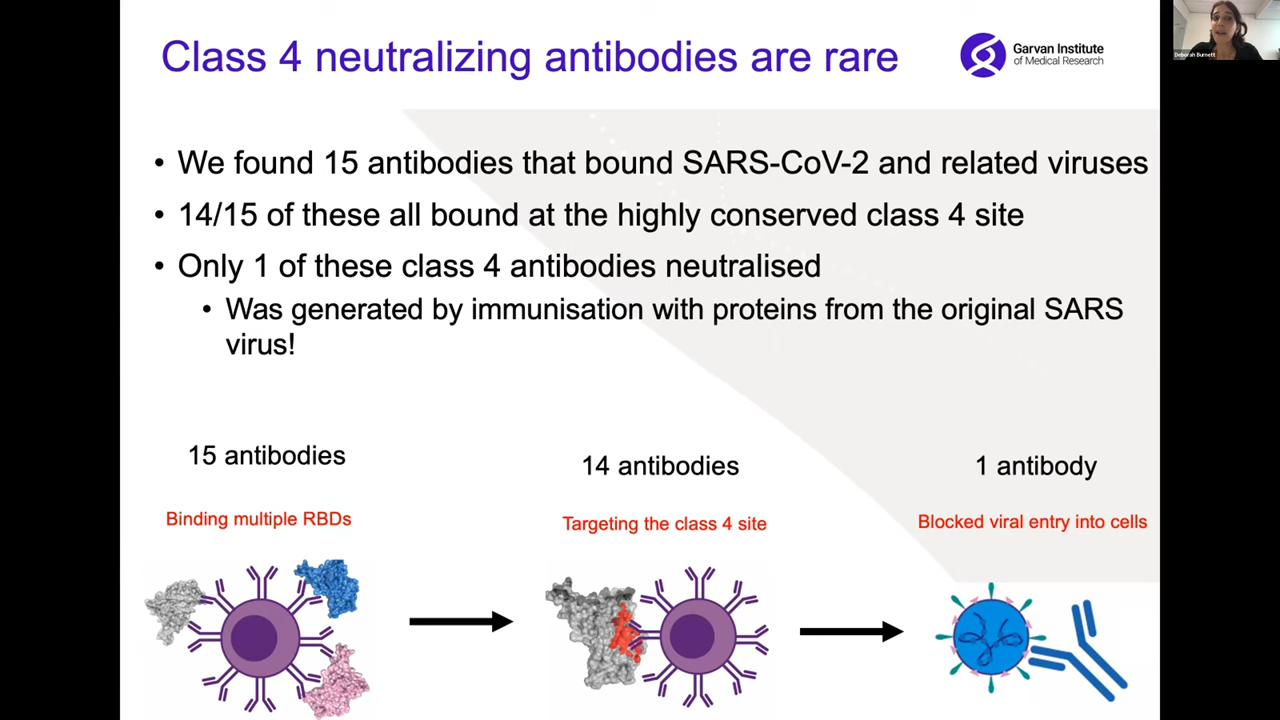 Class 4 neutralizing antibodies are rare
Garvan Institute
of Medical Research
Deborah Burnett
• We found 15 antibodies that bound SARS-CoV-2 and related viruses
• 14/15 of these all bound at the highly conserved class 4 site
• Only 1 of these class 4 antibodies neutralised
• Was generated by immunisation with proteins from the original SARS
virus!
15 antibodies
14 antibodies
1 antibody
Binding multiple RBDs
Targeting the class 4 site
Blocked viral entry into cells